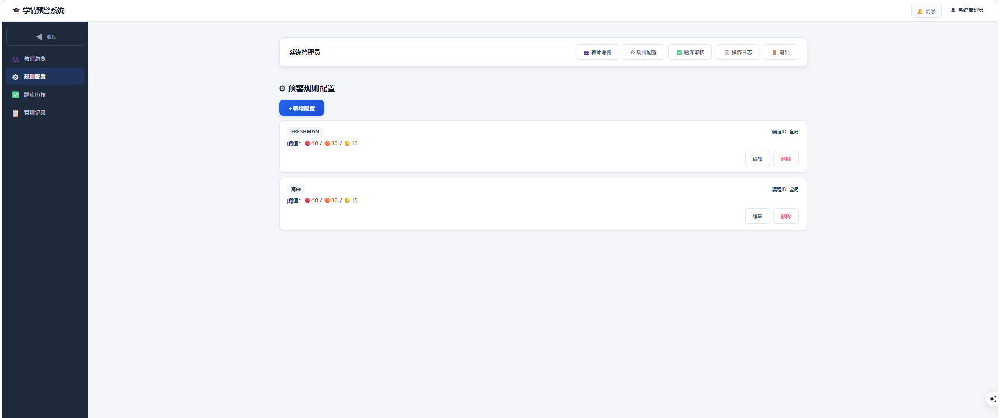 学情预警系统
消息
系统管理员
收起
教师总览
规则配置
题库审核
管理记录
系统管理员
教师总览
规则配置
题库审核
操作日志
退出
预警规则配置
+ 新增配置
FRESHMAN
课程ID: 全局
阈值: 40 / 30 / 15
编辑
删除
高中
课程ID: 全局
阈值: 40 / 30 / 15
编辑
删除